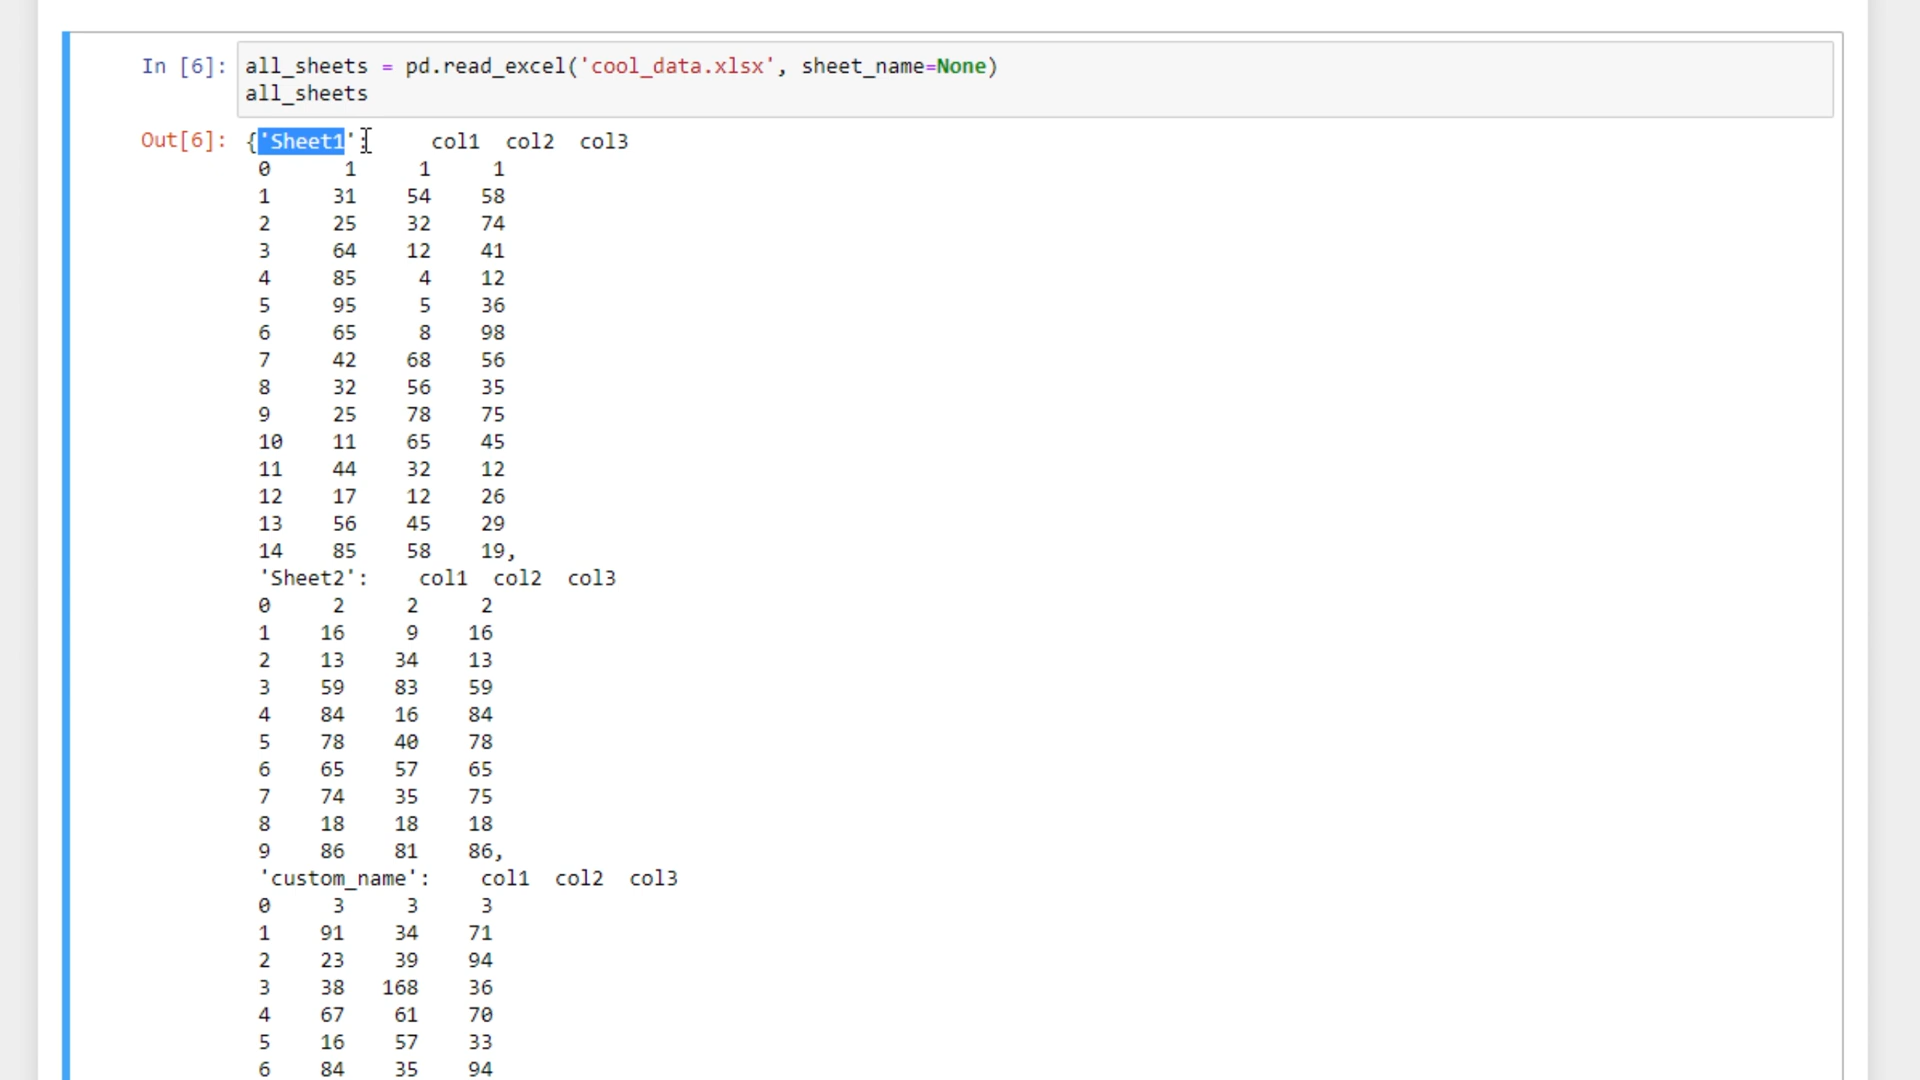 In [6]: all_sheets = pd.read_excel('cool_data.xlsx', sheet_name=None)
all_sheets
Out[6]: {'Sheet1':     col1  col2  col3
0      1     1     1
1     31    54    58
2     25    32    74
3     64    12    41
4     85     4    12
5     95     5    36
6     65     8    98
7     42    68    56
8     32    56    35
9     25    78    75
10    11    65    45
11    44    32    12
12    17    12    26
13    56    45    29
14    85    58    19,
'Sheet2':    col1  col2  col3
0     2     2     2
1    16     9    16
2    13    34    13
3    59    83    59
4    84    16    84
5    78    40    78
6    65    57    65
7    74    35    75
8    18    18    18
9    86    81    86,
'custom_name':    col1  col2  col3
0     3     3     3
1    91    34    71
2    23    39    94
3    38   168    36
4    67    61    70
5    16    57    33
6    84    35    94